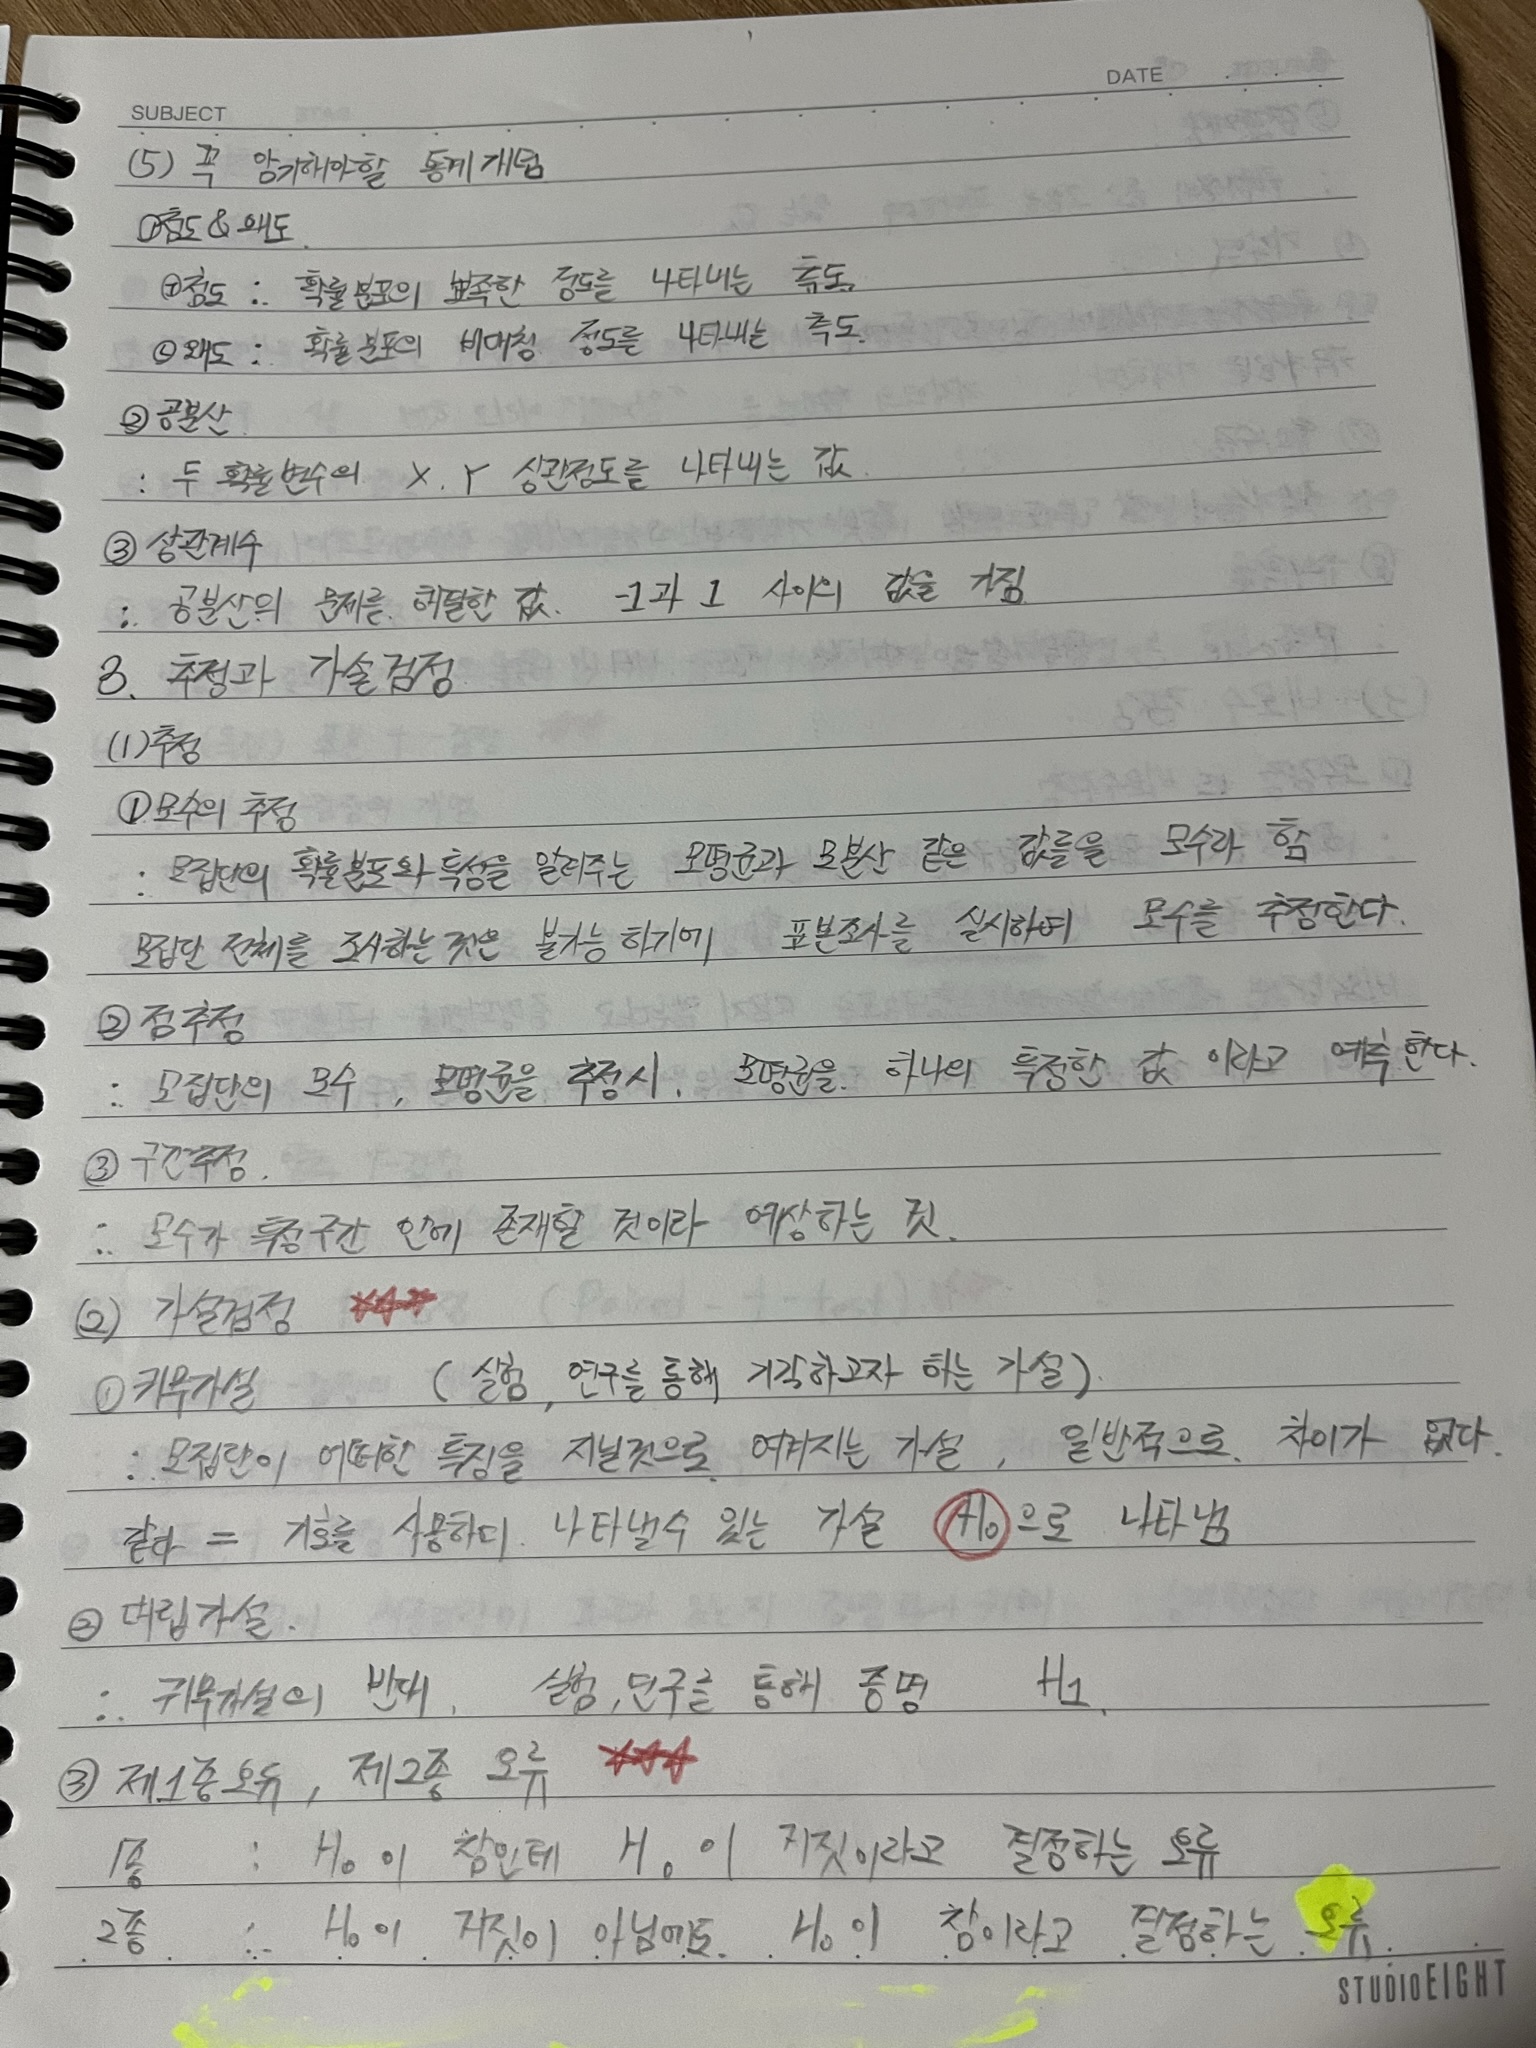 SUBJECT
DATE
(5) 꼭 암기해야할 통계개념
① 첨도 & 왜도.
㉠ 첨도 : 확률분포의 뾰족한 정도를 나타내는 측도.
㉡ 왜도 : 확률분포의 비대칭 정도를 나타내는 측도.
② 공분산
: 두 확률변수의 X, Y 상관정도를 나타내는 값.
③ 상관계수
: 공분산의 문제를 해달한 값. -1과 1 사이의 값을 가짐
3. 추정과 가설검정
(1) 추정
① 모수의 추정
: 모집단의 확률분포와 특성을 알려주는 모평균과 모분산 같은 값들을 모수라 함
모집단 전체를 조사하는 것은 불가능하기에 표본조사를 실시하여 모수를 추정한다.
② 점추정
: 모집단의 모수, 모평균을 추정시. 모평균을 하나의 특정한 값 이라고 예측한다.
③ 구간추정.
: 모수가 특정구간 안에 존재할 것이라 예상하는 것.
(2) 가설검정
① 귀무가설 (실험, 연구를 통해 기각하고자 하는 가설).
: 모집단이 어떠한 특징을 지닐것으로 여겨지는 가설, 일반적으로 차이가 없다.
같다 = 기호를 사용하여 나타낼수 있는 가설 H₀으로 나타냄
② 대립가설.
: 귀무가설의 반대. 실험, 연구를 통해 증명 H1.
③ 제1종오류, 제2종 오류
1종 : H₀이 참인데 H₀이 거짓이라고 결정하는 오류
2종 : H₀이 거짓이 아님에도 H₀이 참이라고 결정하는 오류.
STUDIO EIGHT